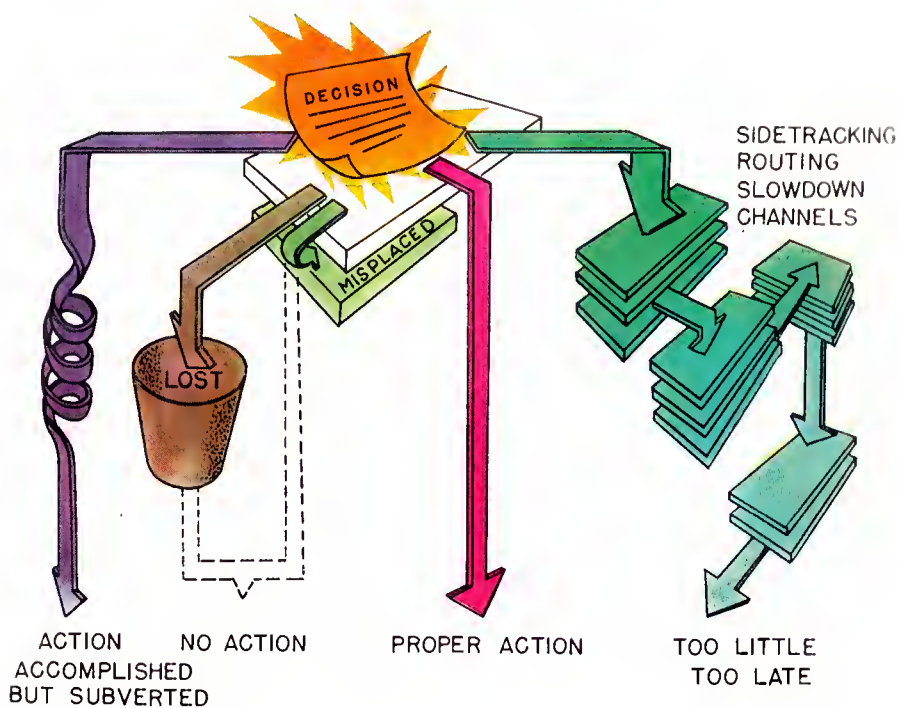 DECISION
SIDETRACKING
ROUTING
SLOWDOWN
CHANNELS
MISPLACED
LOST
ACTION
ACCOMPLISHED
BUT SUBVERTED
NO ACTION
PROPER ACTION
TOO LITTLE
TOO LATE